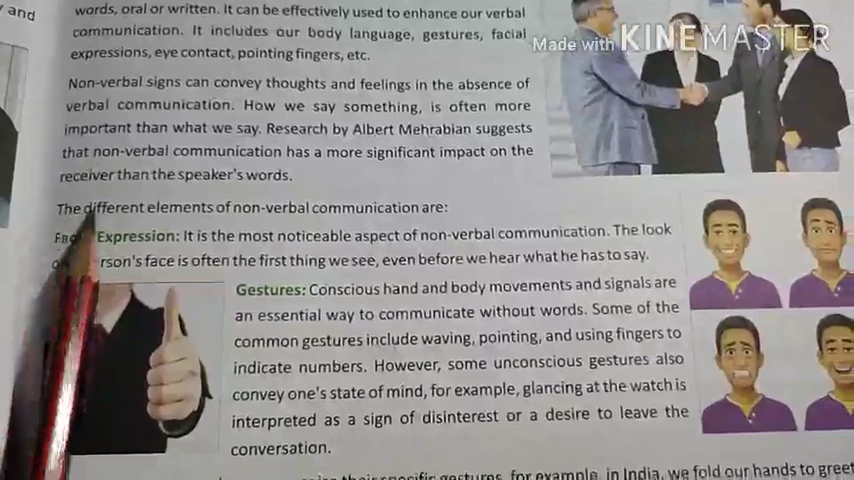 y and
words, oral or written. It can be effectively used to enhance our verbal
communication. It includes our body language, gestures, facial
expressions, eye contact, pointing fingers, etc.
Made with KINEMASTER
Non-verbal signs can convey thoughts and feelings in the absence of
verbal communication. How we say something, is often more
important than what we say. Research by Albert Mehrabian suggests
that non-verbal communication has a more significant impact on the
receiver than the speaker's words.
The different elements of non-verbal communication are:
Expression: It is the most noticeable aspect of non-verbal communication. The look
face is often the first thing we see, even before we hear what he has to say.
Gestures: Conscious hand and body movements and signals are
an essential way to communicate without words. Some of the
common gestures include waving, pointing, and using fingers to
indicate numbers. However, some unconscious gestures also
convey one's state of mind, for example, glancing at the watch is
interpreted as a sign of disinterest or a desire to leave the
conversation.
their specific gestures, for example, in India, we fold our hands to greet